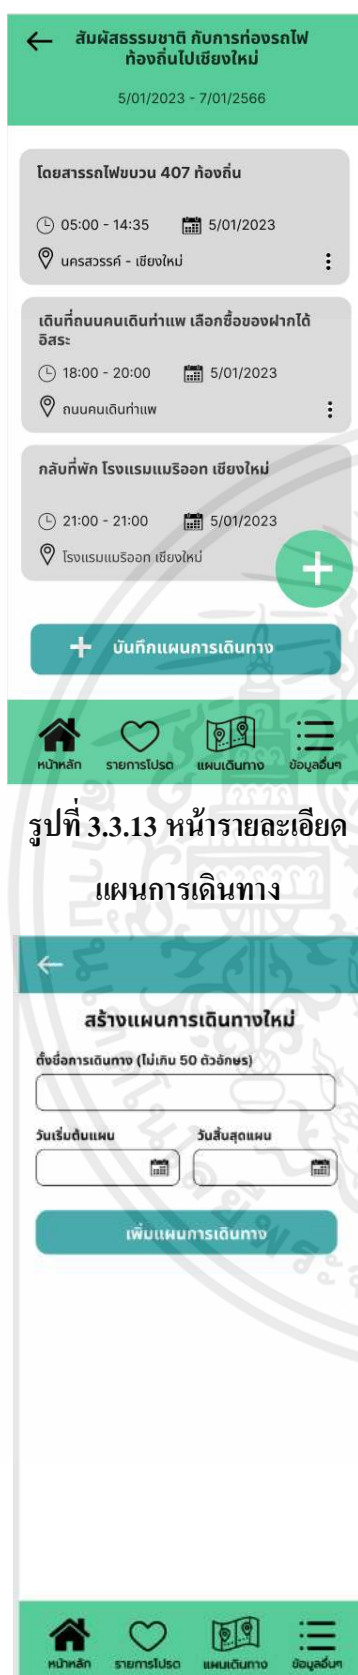 สัมผัสธรรมชาติ กับการท่องรถไฟ
ท้องถิ่นไปเชียงใหม่
5/01/2023 - 7/01/2566
โดยสารรถไฟขบวน 407 ท้องถิ่น
05:00 - 14:35 5/01/2023
นครสวรรค์ - เชียงใหม่
เดินที่ถนนคนเดินท่าแพ เลือกซื้อของฝากได้
อิสระ
18:00 - 20:00 5/01/2023
ถนนคนเดินท่าแพ
กลับที่พัก โรงแรมแมริออท เชียงใหม่
21:00 - 21:00 5/01/2023
โรงแรมแมริออท เชียงใหม่
+
+ บันทึกแผนการเดินทาง
หน้าหลัก รายการโปรด แผนเดินทาง ข้อมูลอื่นๆ
รูปที่ 3.3.13 หน้ารายละเอียด
แผนการเดินทาง
สร้างแผนการเดินทางใหม่
ตั้งชื่อการเดินทาง (ไม่เกิน 50 ตัวอักษร)
วันเริ่มต้นแผน วันสิ้นสุดแผน
เพิ่มแผนการเดินทาง
หน้าหลัก รายการโปรด แผนเดินทาง ข้อมูลอื่นๆ